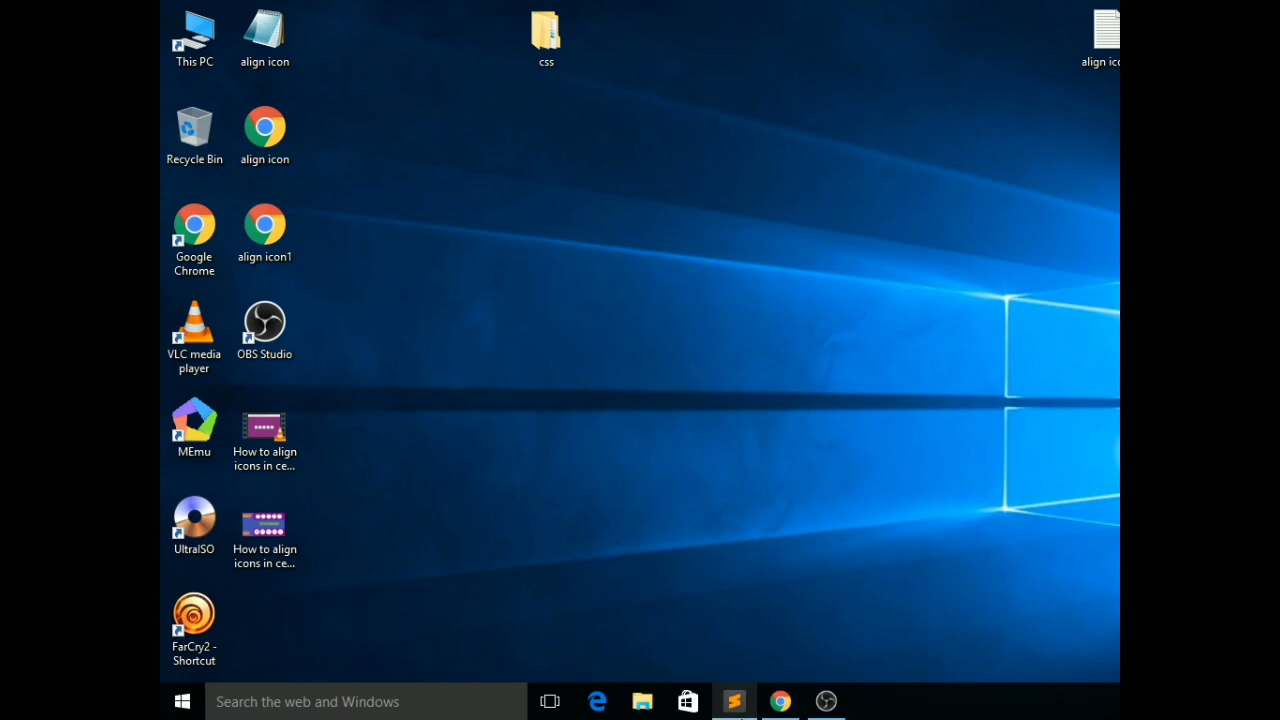 This PC
align icon
css
align ico
Recycle Bin
align icon
Google
Chrome
align icon1
VLC media
player
OBS Studio
MEmu
How to align
icons in ce...
UltraISO
How to align
icons in ce...
FarCry2 -
Shortcut
Search the web and Windows